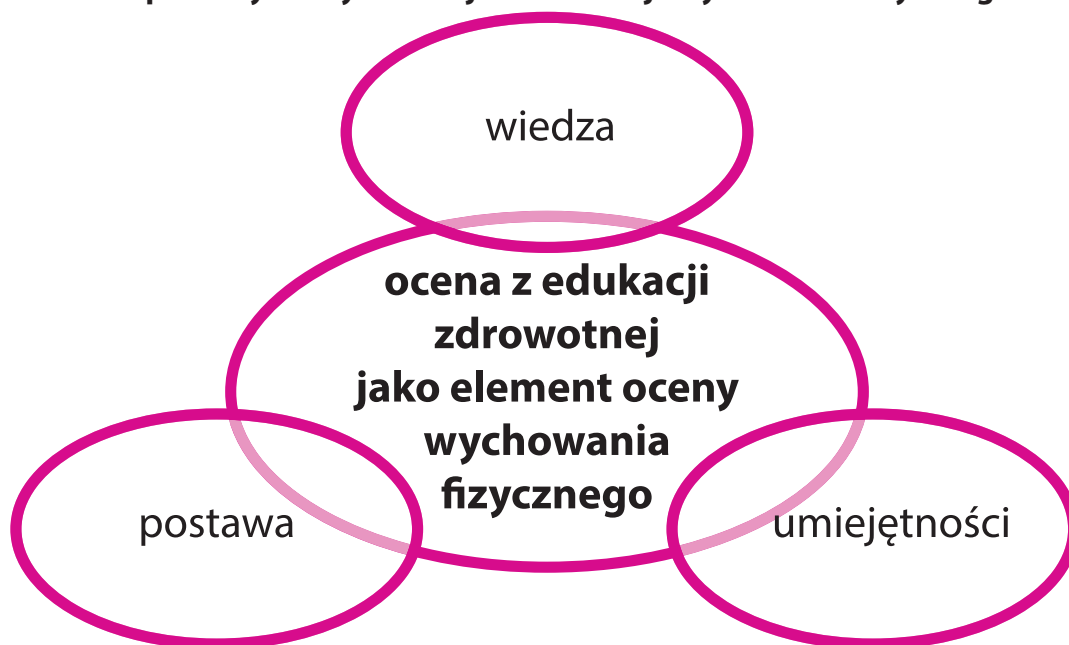 wiedza
ocena z edukacji
zdrowotnej
jako element oceny
wychowania
fizycznego
postawa
umiejętności